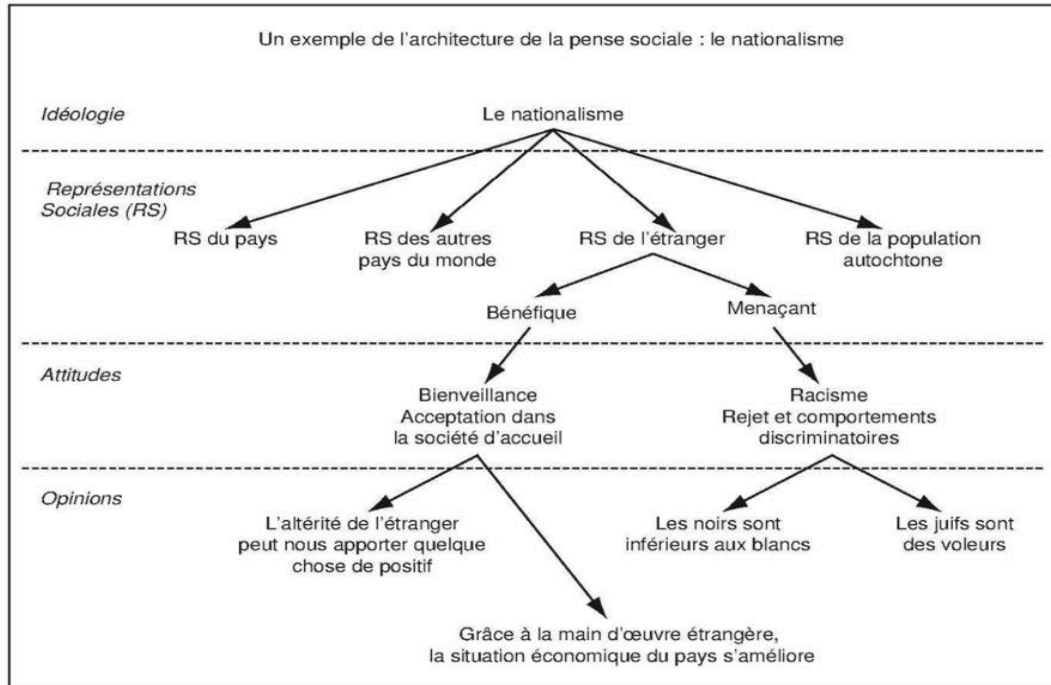 Un exemple de l'architecture de la pense sociale : le nationalisme
Idéologie
Le nationalisme
Représentations
Sociales (RS)
RS du pays
RS des autres
pays du monde
RS de l'étranger
RS de la population
autochtone
Bénéfique
Menaçant
Attitudes
Bienveillance
Acceptation dans
la société d'accueil
Racisme
Rejet et comportements
discriminatoires
Opinions
L'altérité de l'étranger
peut nous apporter quelque
chose de positif
Les noirs sont
inférieurs aux blancs
Les juifs sont
des voleurs
Grâce à la main d'œuvre étrangère,
la situation économique du pays s'améliore